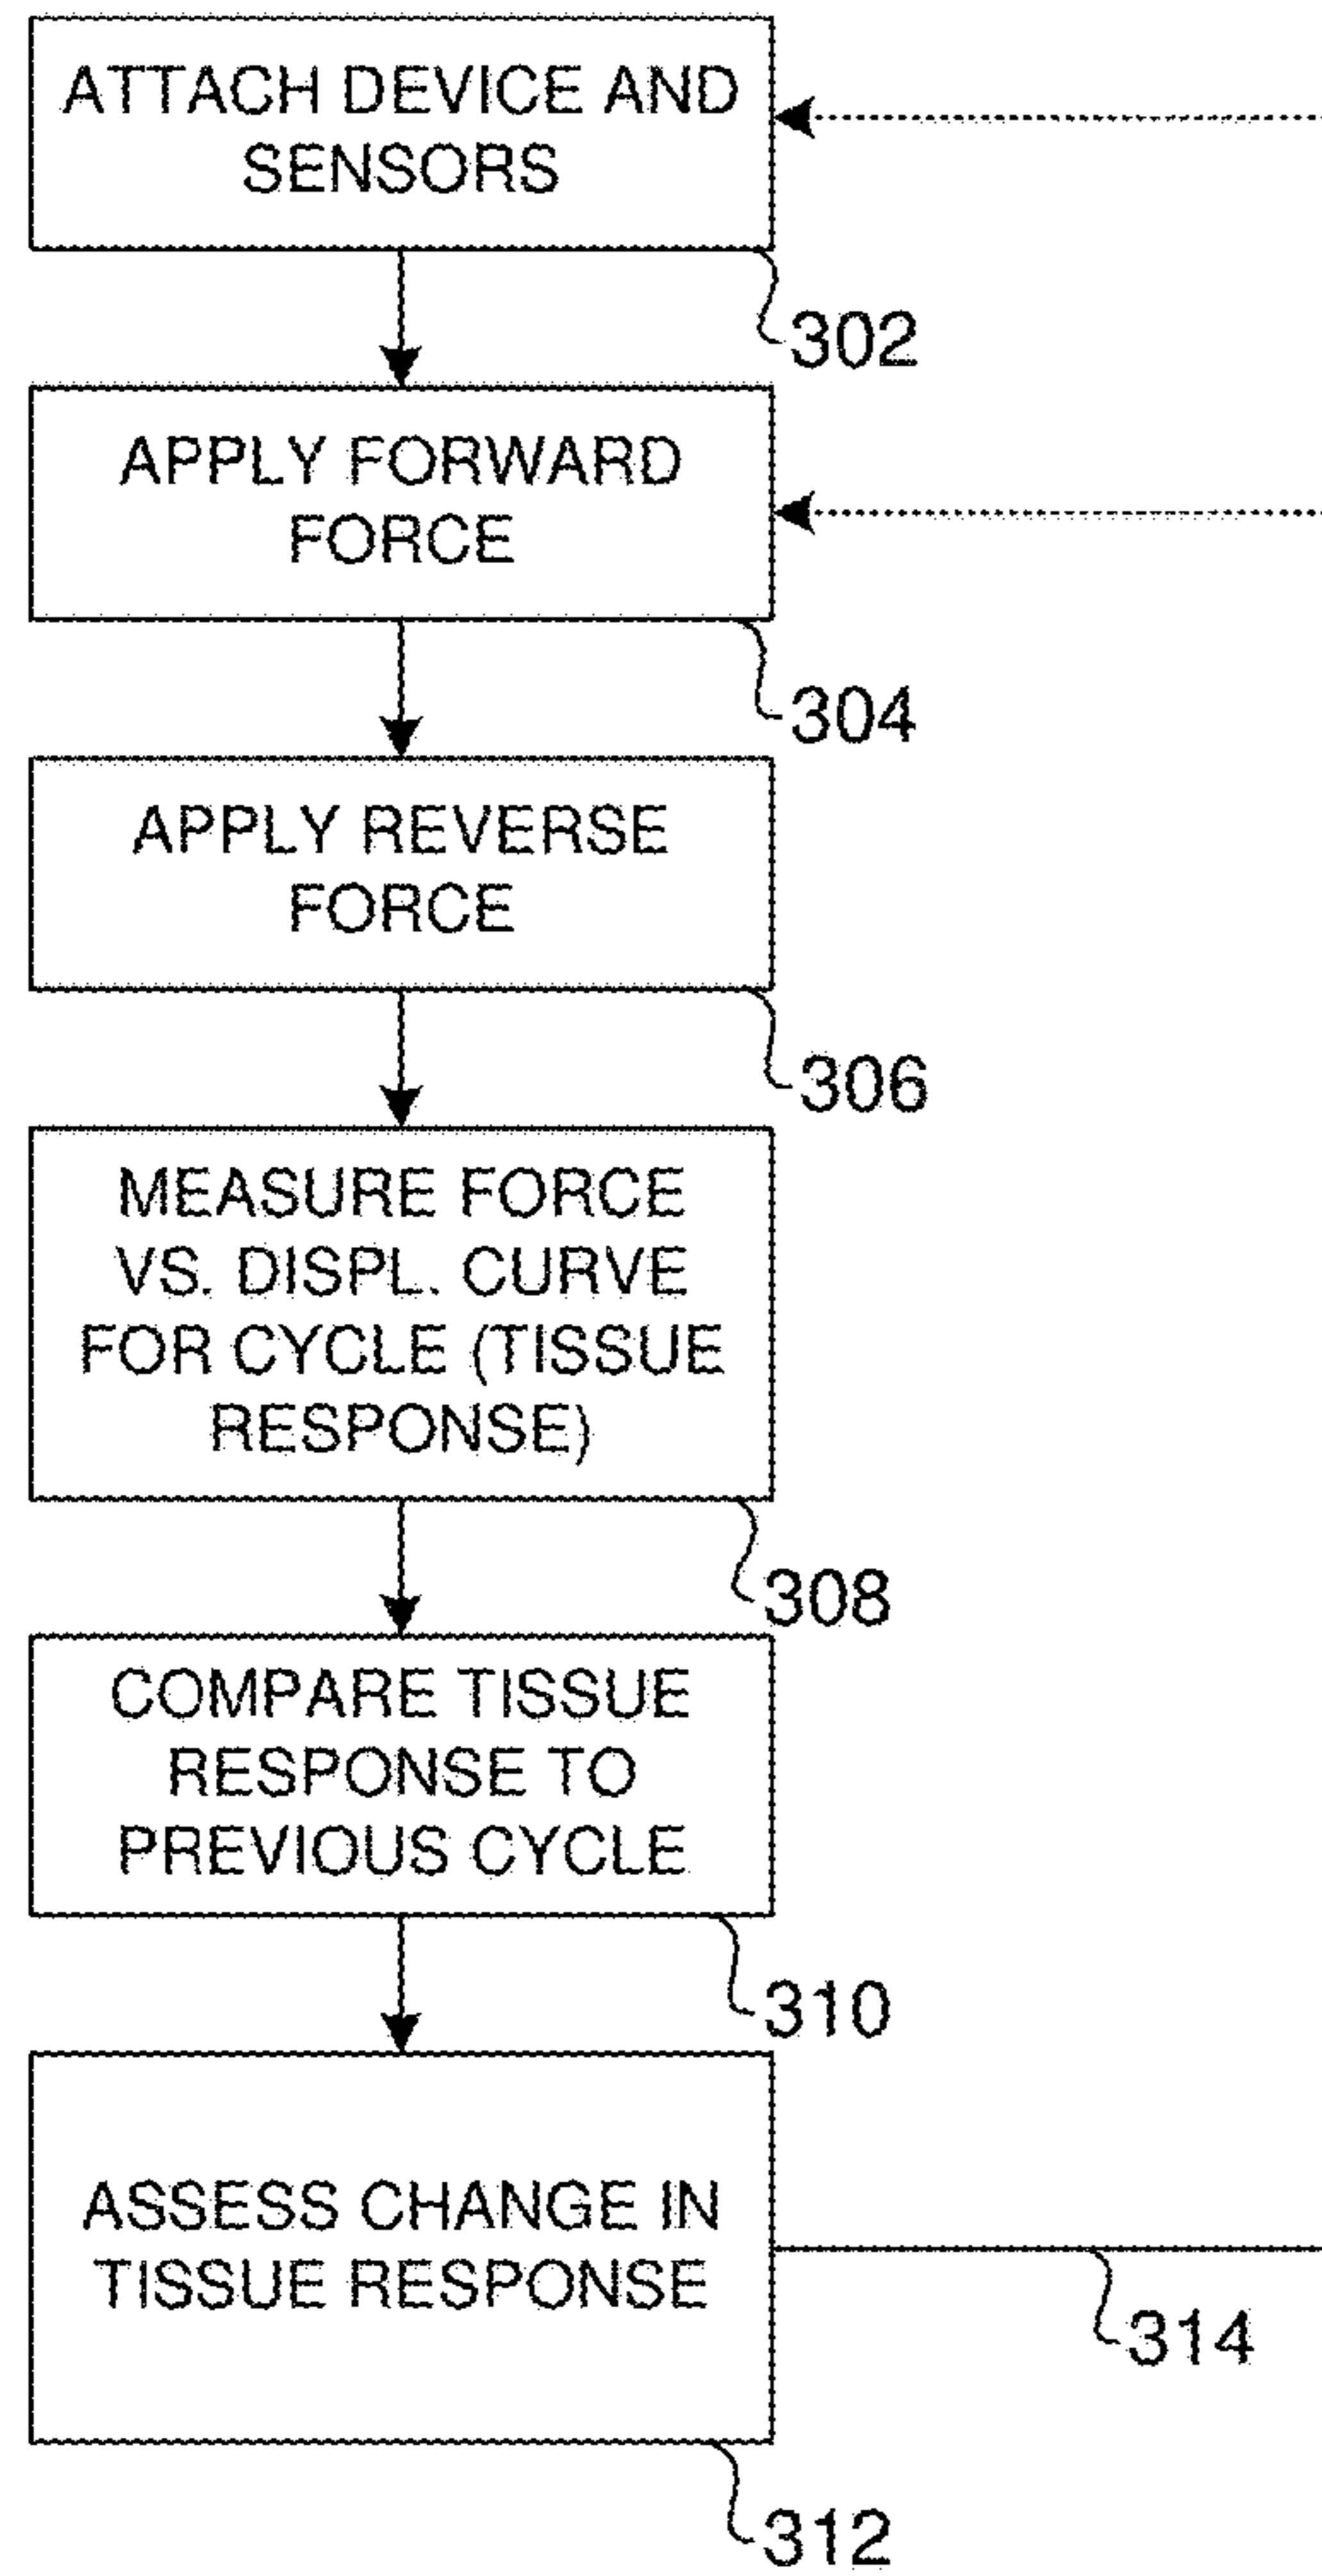 ATTACH DEVICE AND
SENSORS
302
APPLY FORWARD
FORCE
304
APPLY REVERSE
FORCE
306
MEASURE FORCE
VS. DISPL. CURVE
FOR CYCLE (TISSUE
RESPONSE)
308
COMPARE TISSUE
RESPONSE TO
PREVIOUS CYCLE
310
ASSESS CHANGE IN
TISSUE RESPONSE
314
312